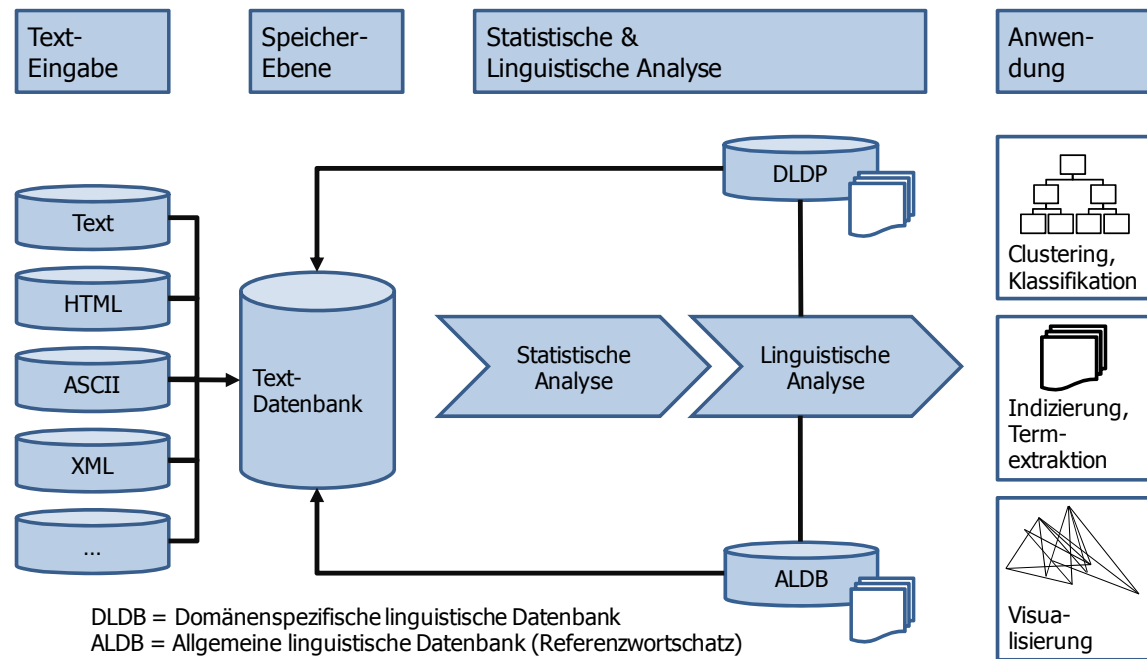 Text-
Eingabe
Speicher-
Ebene
Statistische &
Linguistische Analyse
Anwen-
dung
Text
HTML
ASCII
XML
...
Text-
Datenbank
DLDP
Statistische
Analyse
Linguistische
Analyse
ALDB
Clustering,
Klassifikation
Indizierung,
Term-
extraktion
Visua-
lisierung
DLDB = Domänenspezifische linguistische Datenbank
ALDB = Allgemeine linguistische Datenbank (Referenzwortschatz)